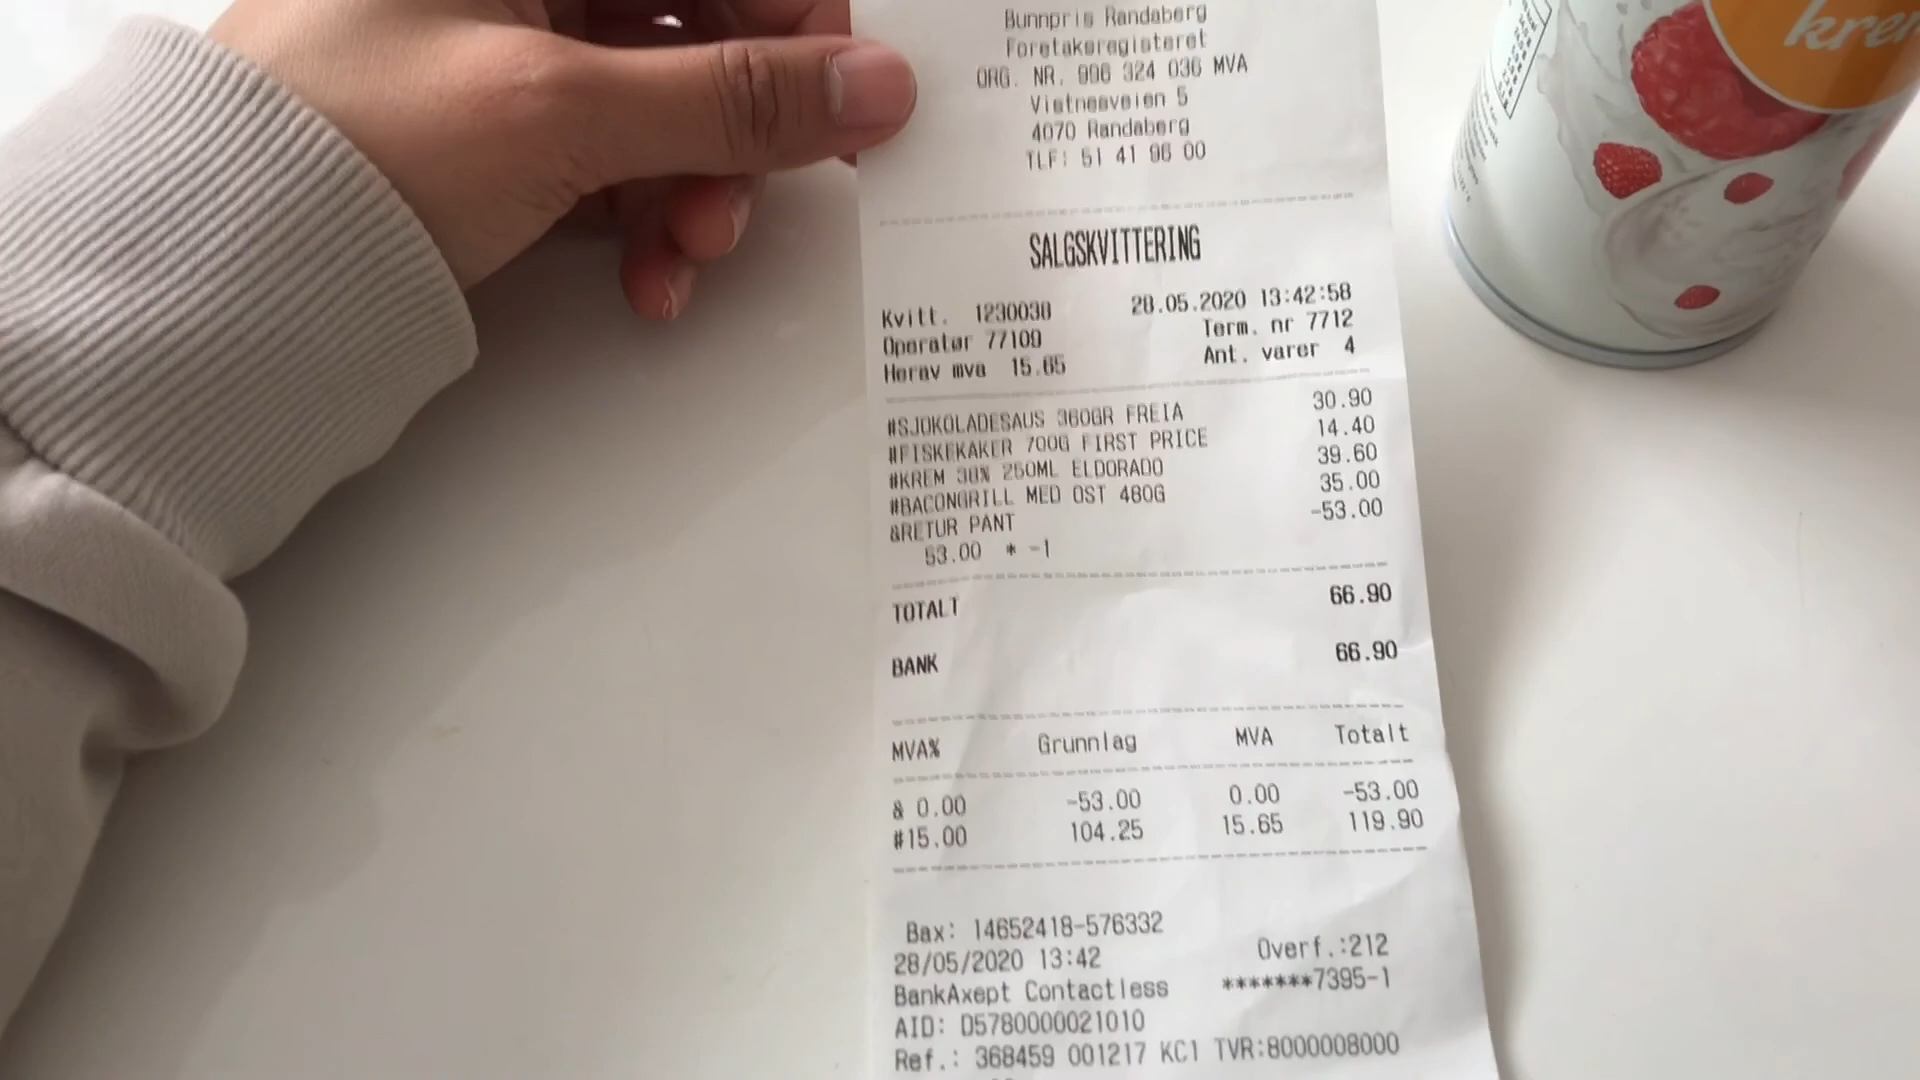 Bunnpris Randaberg
Foretaksregisteret
ORG. NR. 996 324 036 MVA
Vistnesveien 5
4070 Randaberg
TLF: 51 41 96 00
SALGSKVITTERING
Kvitt. 1230038 28.05.2020 13:42:58
Operatør 77109 Term. nr 7712
Herav mva 15.65 Ant. varer 4
#SJOKOLADESAUS 360GR FREIA 30.90
#FISKEKAKER 700G FIRST PRICE 14.40
#KREM 38% 250ML ELDORADO 39.60
#BACONGRILL MED OST 460G 35.00
&RETUR PANT -53.00
53.00 * -1
TOTALT 66.90
BANK 66.90
MVA% Grunnlag MVA Totalt
& 0.00 -53.00 0.00 -53.00
#15.00 104.25 15.65 119.90
Bax: 14652418-576332
28/05/2020 13:42 Overf.:212
BankAxept Contactless *******7395-1
AID: D5780000021010
Ref.: 368459 001217 KC1 TVR:8000008000